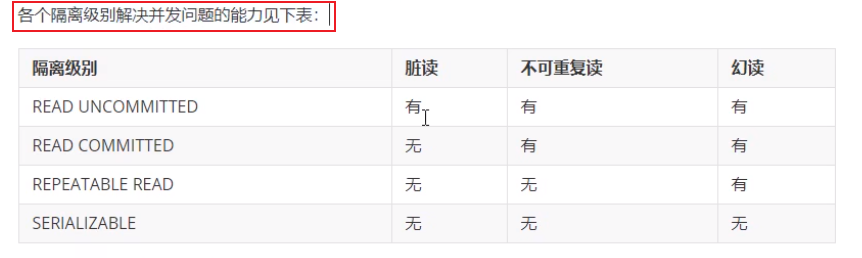 各个隔离级别解决并发问题的能力见下表：
隔离级别 脏读 不可重复读 幻读
READ UNCOMMITTED 有 有 有
READ COMMITTED 无 有 有
REPEATABLE READ 无 无 有
SERIALIZABLE 无 无 无